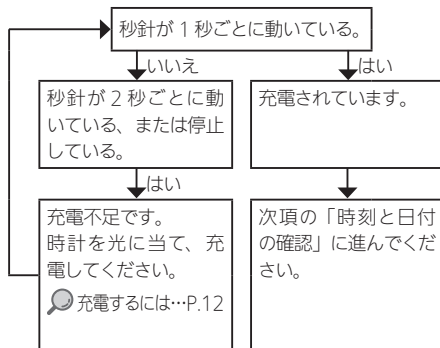 秒針が1秒ごとに動いている。
いいえ
はい
秒針が2秒ごとに動
いている、または停止
している。
充電されています。
はい
充電不足です。
時計を光に当て、充
電してください。
充電するには…P.12
次項の「時刻と日付
の確認」に進んでくだ
さい。